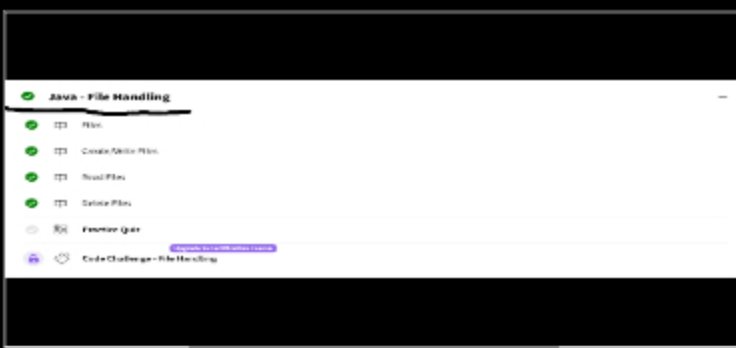 Java - File Handling
Files
Create/Write Files
Read Files
Delete Files
Practice Quiz
Upgrade to certification course
Code Challenge - File Handling